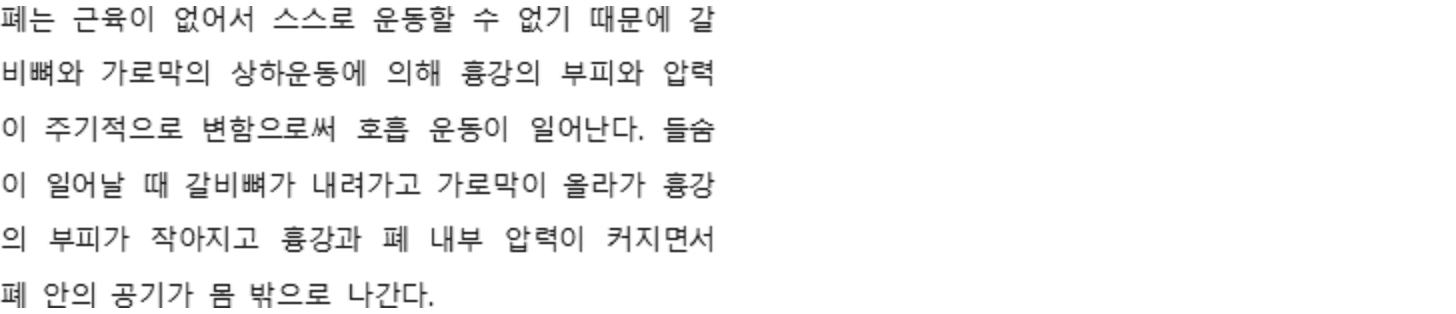 폐는 근육이 없어서 스스로 운동할 수 없기 때문에 갈
비뼈와 가로막의 상하운동에 의해 흉강의 부피와 압력
이 주기적으로 변함으로써 호흡 운동이 일어난다. 들숨
이 일어날 때 갈비뼈가 내려가고 가로막이 올라가 흉강
의 부피가 작아지고 흉강과 폐 내부 압력이 커지면서
폐 안의 공기가 몸 밖으로 나간다.